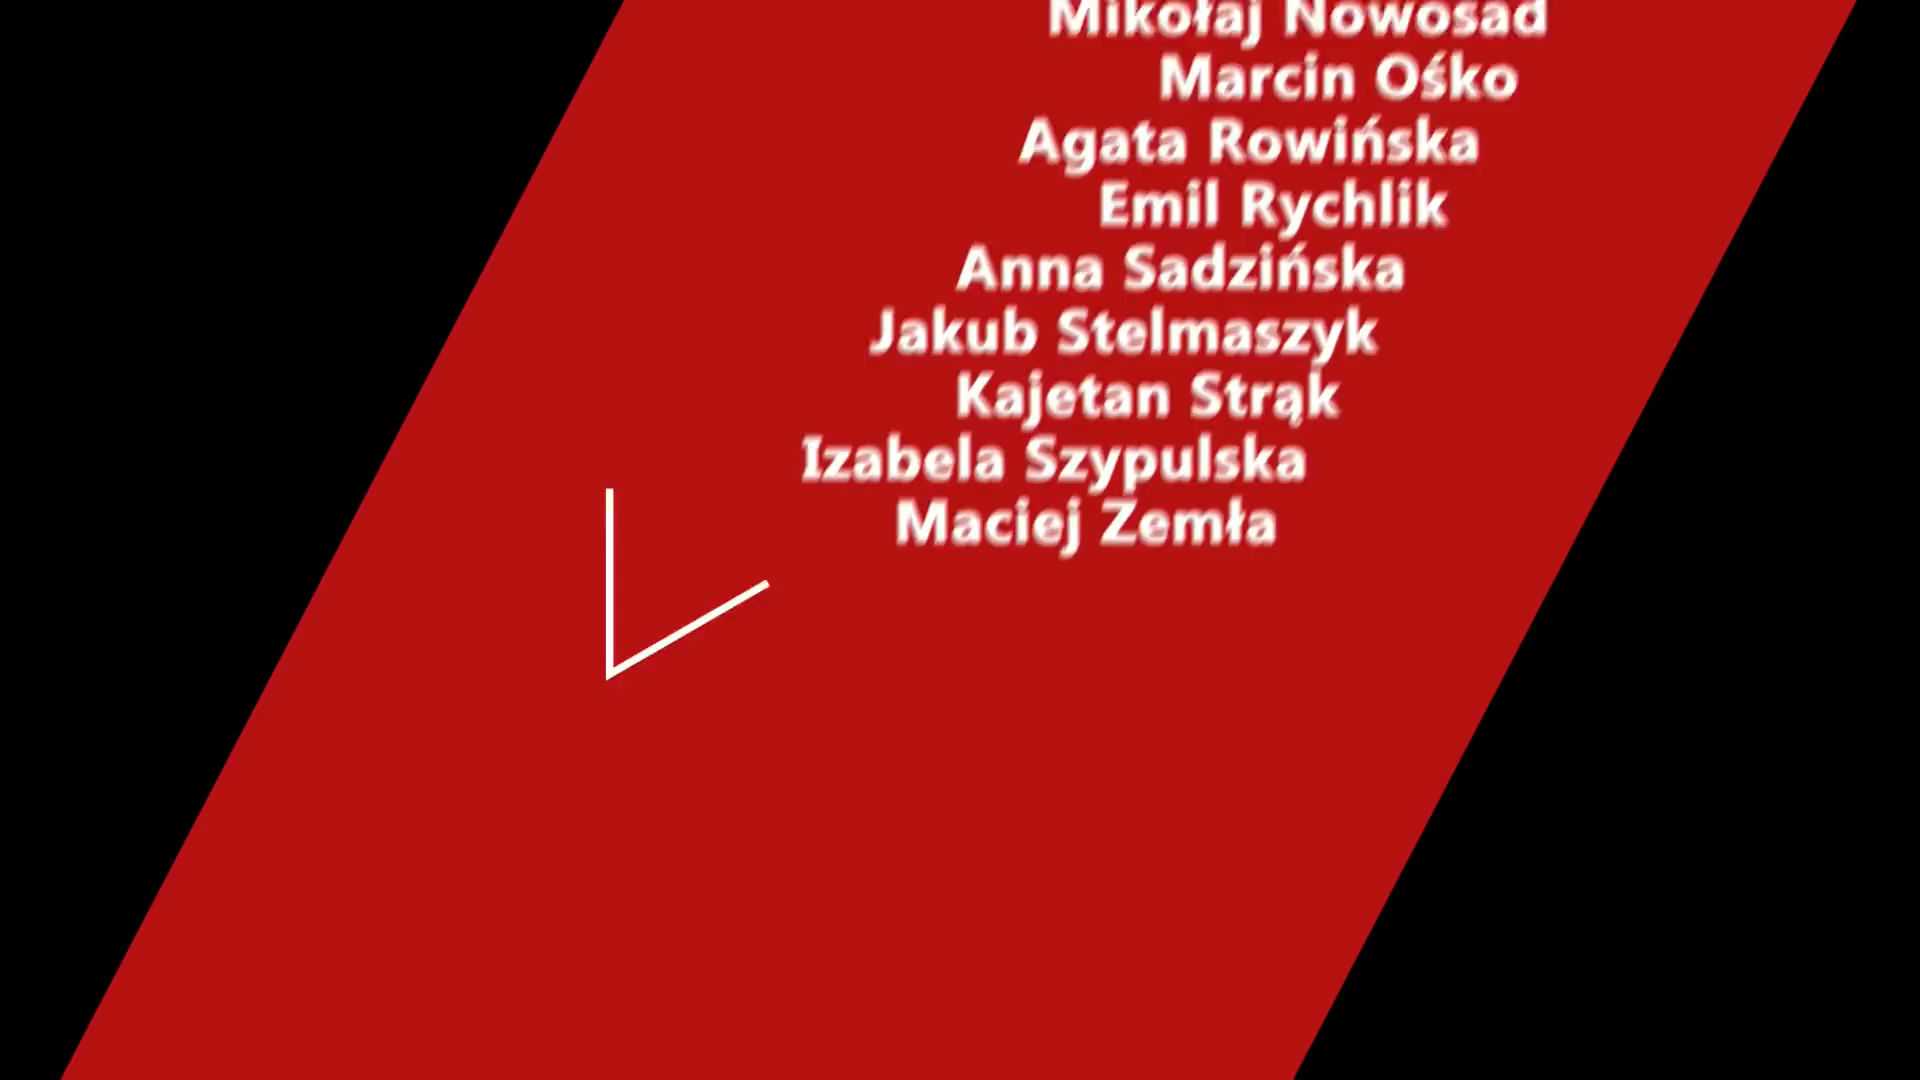 Mikołaj Nowosad
Marcin Ośko
Agata Rowińska
Emil Rychlik
Anna Sadzińska
Jakub Stelmaszyk
Kajetan Strąk
Izabela Szypulska
Maciej Zemła